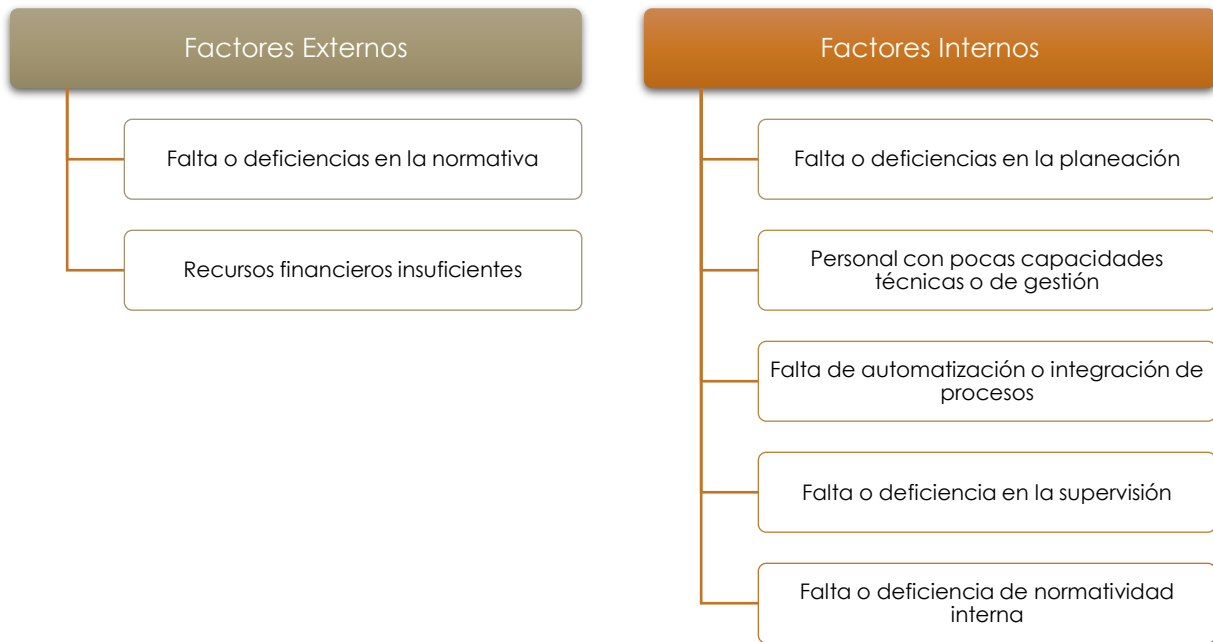 Factores Externos
Falta o deficiencias en la normativa
Recursos financieros insuficientes
Factores Internos
Falta o deficiencias en la planeación
Personal con pocas capacidades
técnicas o de gestión
Falta de automatización o integración de
procesos
Falta o deficiencia en la supervisión
Falta o deficiencia de normatividad
interna